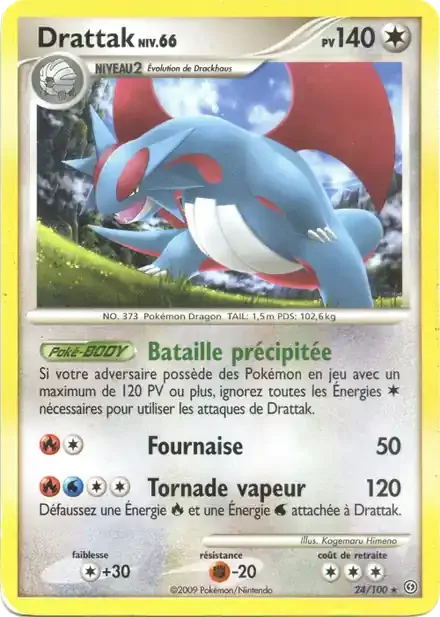 Drattak NIV.66 PV 140
NIVEAU2 Évolution de Drackhaus
NO. 373 Pokémon Dragon TAIL: 1,5m PDS: 102,6kg
Poké-BODY Bataille précipitée
Si votre adversaire possède des Pokémon en jeu avec un
maximum de 120 PV ou plus, ignorez toutes les Énergies
nécessaires pour utiliser les attaques de Drattak.
Fournaise 50
Tornade vapeur 120
Défaussez une Énergie et une Énergie attachée à Drattak.
Illus. Kagemaru Himeno
faiblesse résistance coût de retraite
+30 -20
©2009 Pokémon/Nintendo 24/100 ★